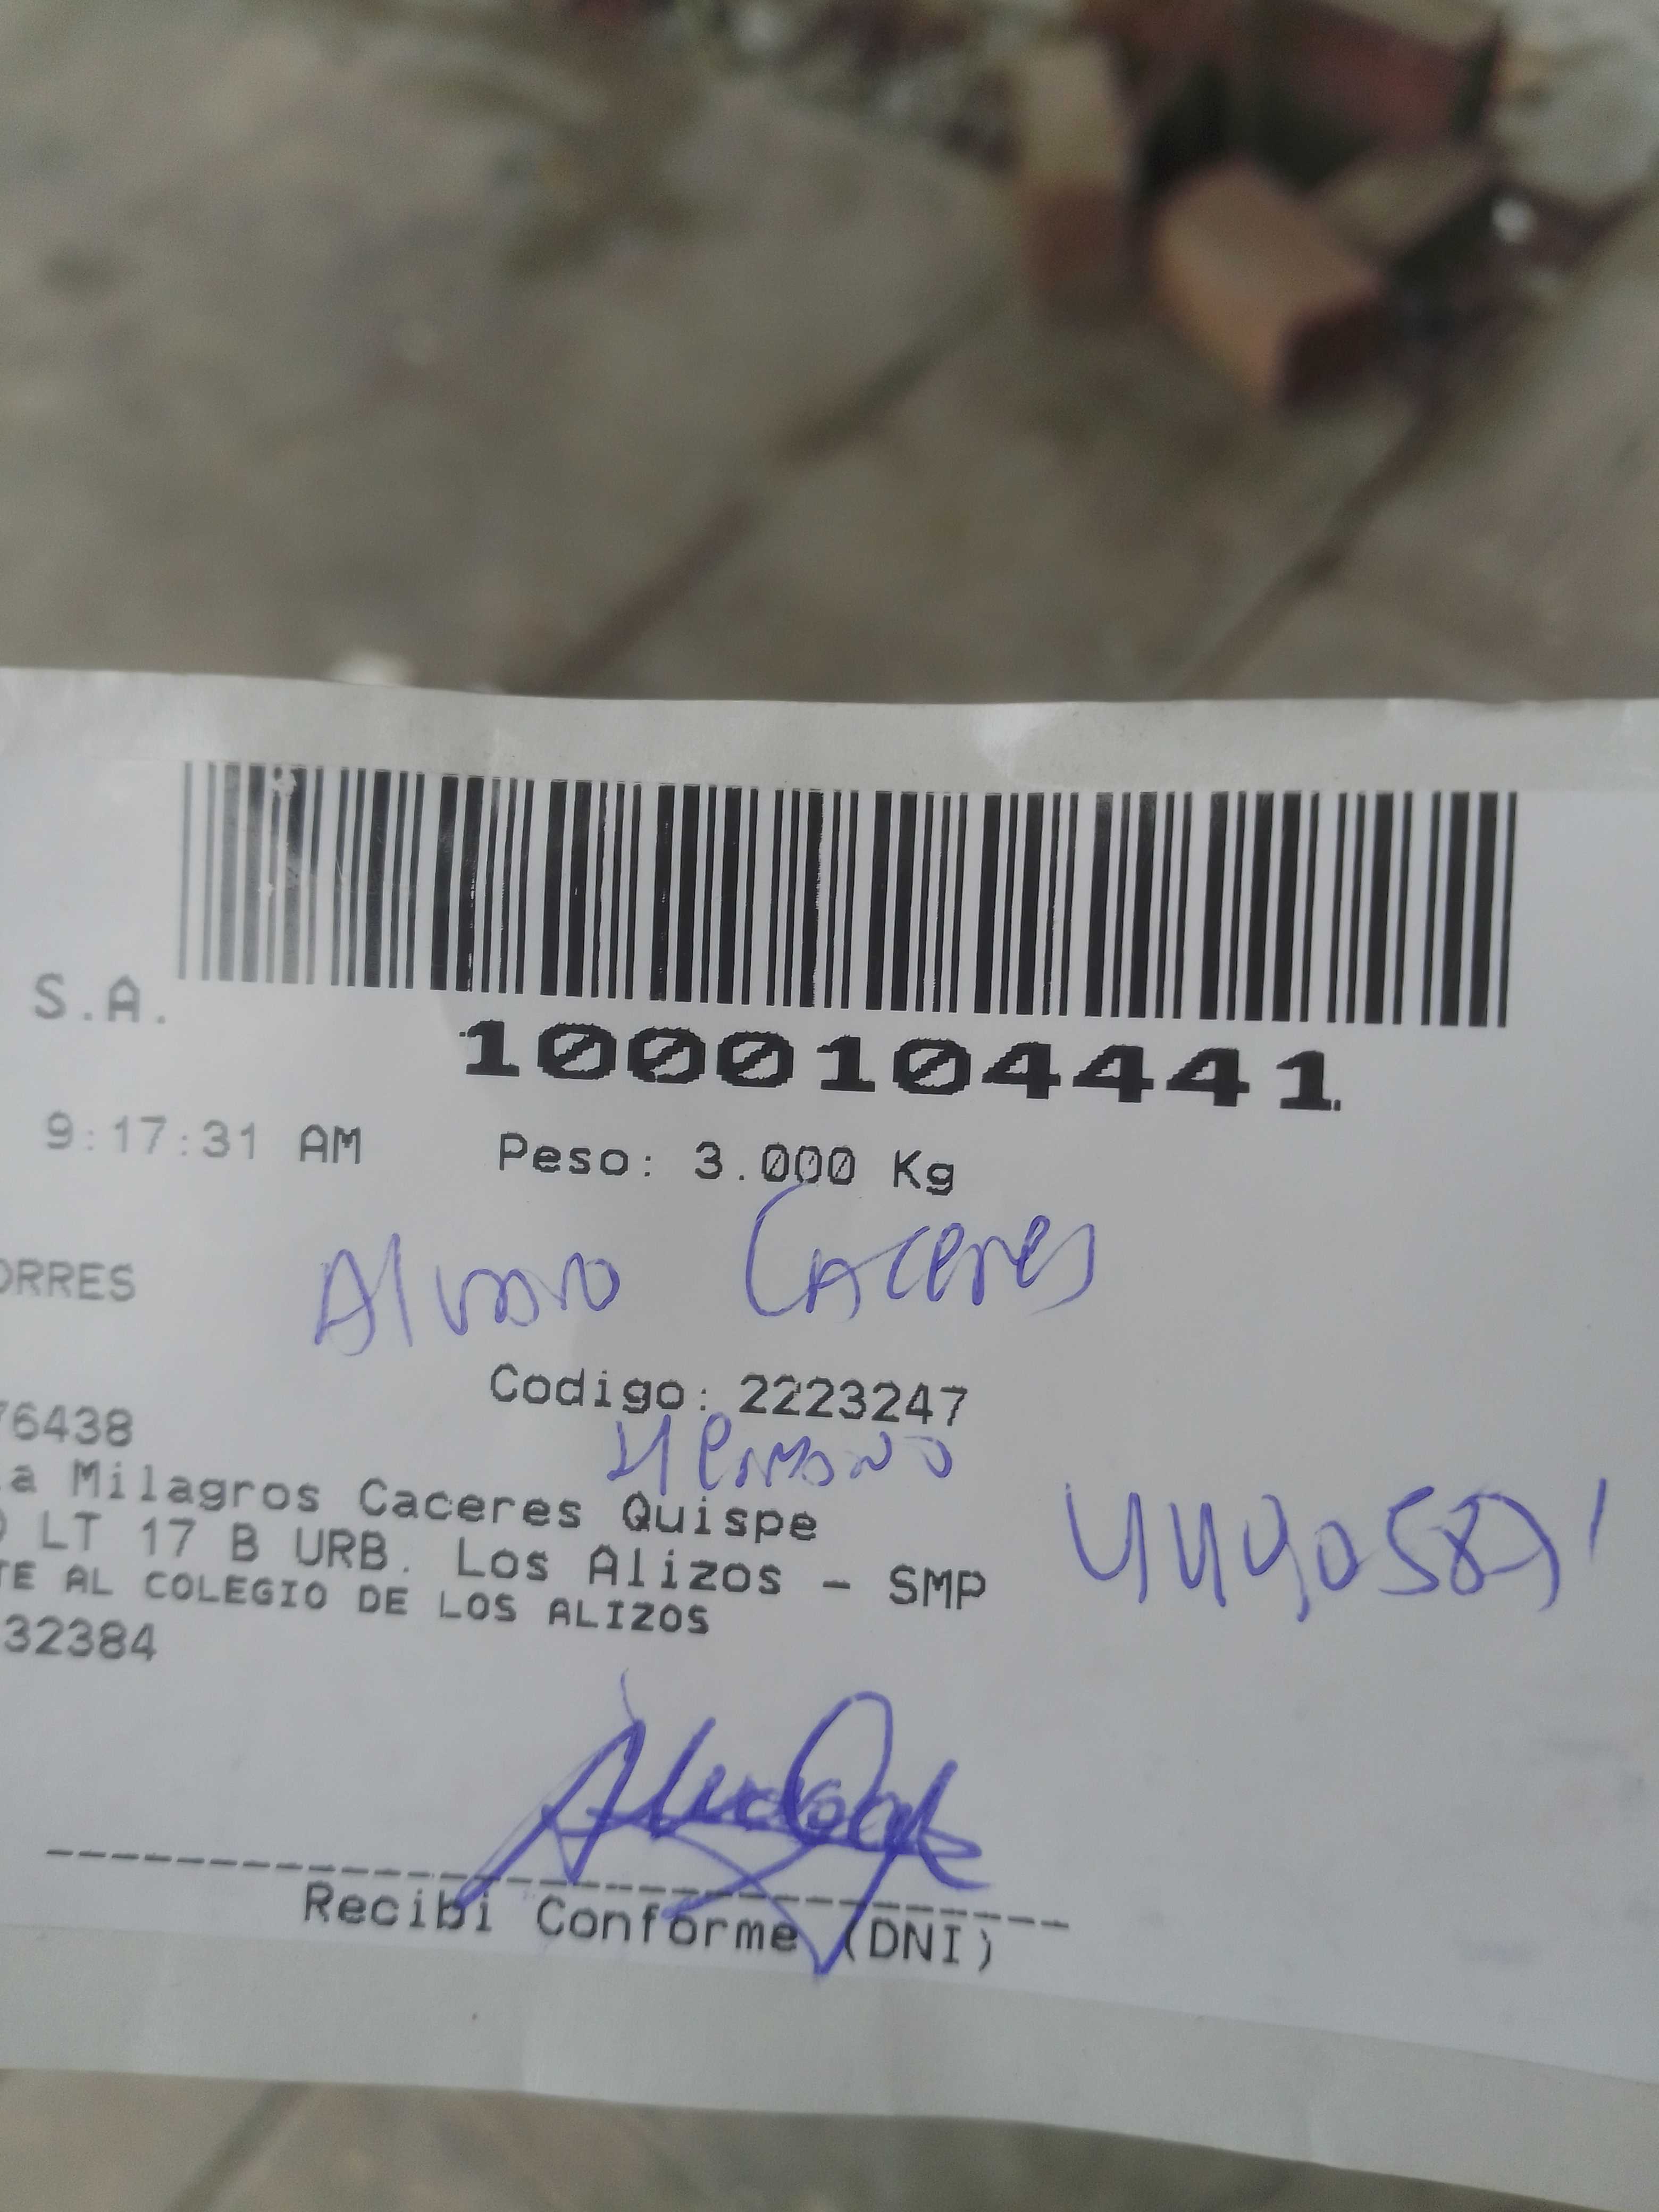 S.A.
1000104441
9:17:31 AM Peso: 3.000 Kg
Alvaro Caceres
ORRES
Codigo: 2223247
76438
Hermano
a Milagros Caceres Quispe
LT 17 B URB. Los Alizos - SMP
TE AL COLEGIO DE LOS ALIZOS
32384
Recibi Conforme (DNI)